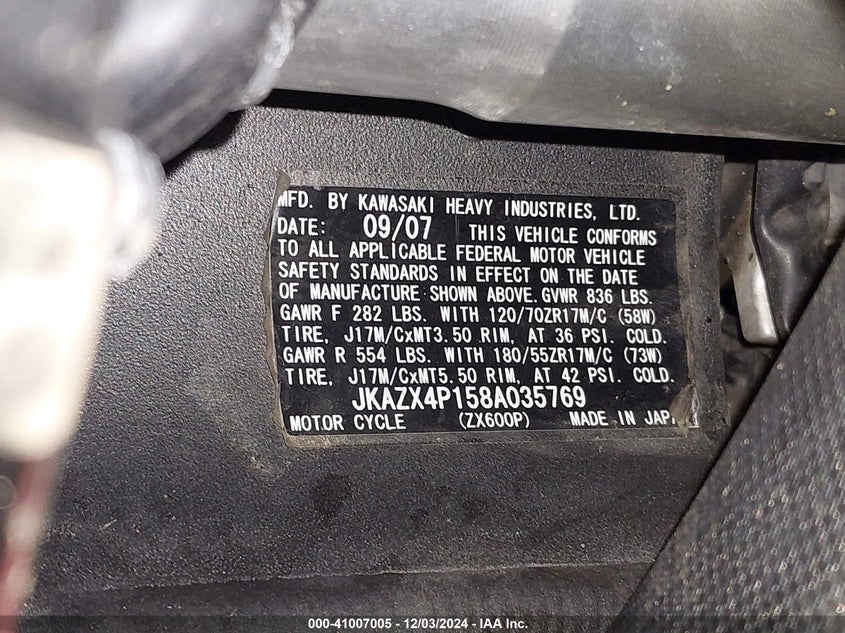 MFD. BY KAWASAKI HEAVY INDUSTRIES, LTD.
DATE: 09/07 THIS VEHICLE CONFORMS
TO ALL APPLICABLE FEDERAL MOTOR VEHICLE
SAFETY STANDARDS IN EFFECT ON THE DATE
OF MANUFACTURE SHOWN ABOVE. GVWR 836 LBS.
GAWR F 282 LBS. WITH 120/70ZR17M/C (58W)
TIRE, J17M/CxMT3.50 RIM, AT 36 PSI. COLD.
GAWR R 554 LBS. WITH 180/55ZR17M/C (73W)
TIRE, J17M/CxMT5.50 RIM, AT 42 PSI. COLD.
JKAZX4P158A035769
MOTOR CYCLE (ZX600P) MADE IN JAP
000-41007005 - 12/03/2024 - IAA Inc.